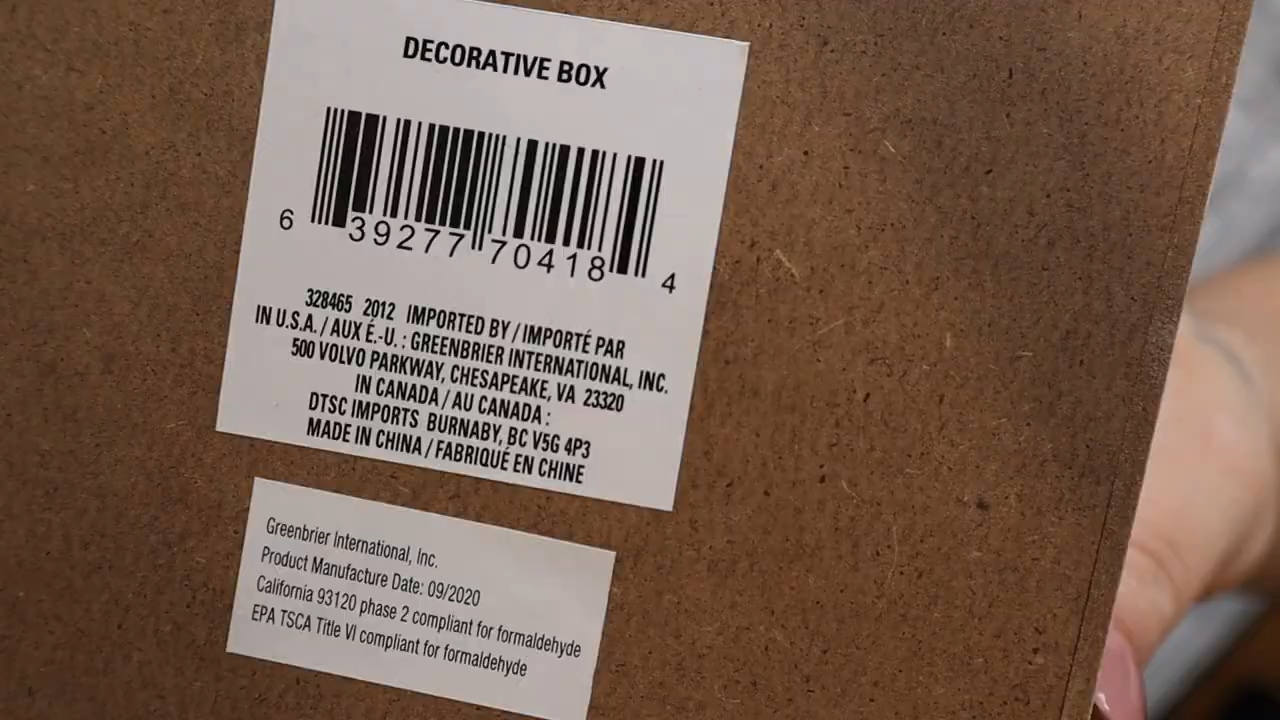 DECORATIVE BOX
6 39277 70418 4
328465 2012 IMPORTED BY / IMPORTÉ PAR
IN U.S.A. / AUX É.-U. : GREENBRIER INTERNATIONAL, INC.
500 VOLVO PARKWAY, CHESAPEAKE, VA 23320
IN CANADA / AU CANADA :
DTSC IMPORTS BURNABY, BC V5G 4P3
MADE IN CHINA / FABRIQUÉ EN CHINE
Greenbrier International, Inc.
Product Manufacture Date: 09/2020
California 93120 phase 2 compliant for formaldehyde
EPA TSCA Title VI compliant for formaldehyde